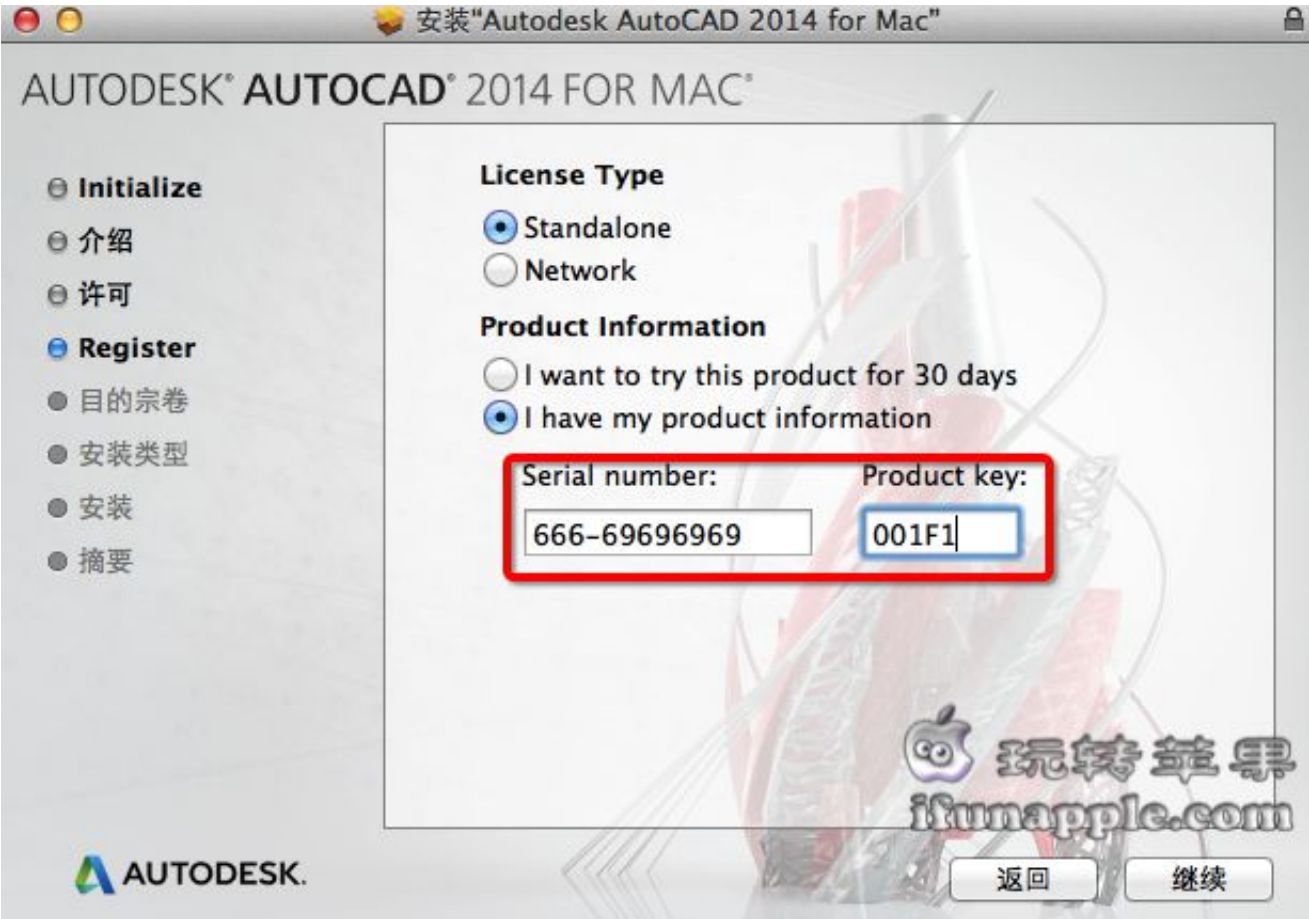 安装"Autodesk AutoCAD 2014 for Mac"
AUTODESK® AUTOCAD® 2014 FOR MAC®
Initialize
介绍
许可
Register
目的宗卷
安装类型
安装
摘要
License Type
Standalone
Network
Product Information
I want to try this product for 30 days
I have my product information
Serial number: Product key:
666-69696969 001F1
玩转苹果
ifunapple.com
AUTODESK.
返回 继续